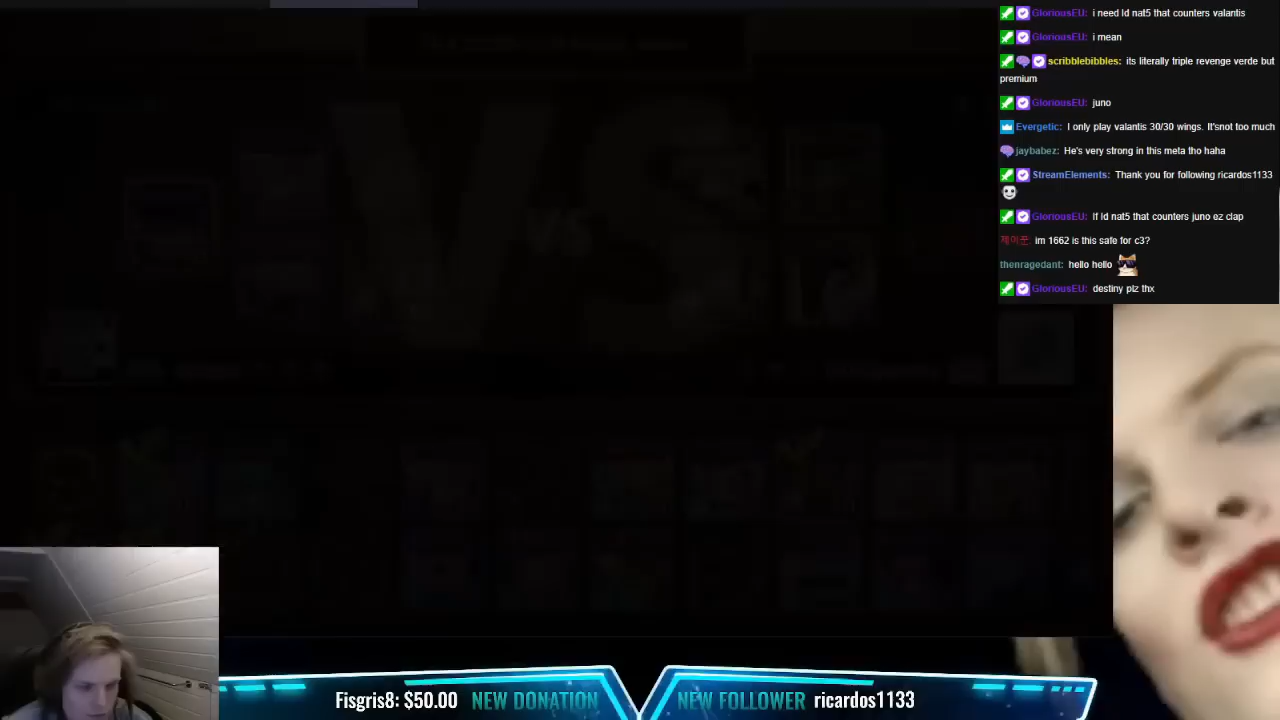 GloriousEU: i need ld nat5 that counters valantis
GloriousEU: i mean
scribblebibbles: its literally triple revenge verde but
premium
GloriousEU: juno
Evergetic: I only play valantis 30/30 wings. It'snot too much
jaybabez: He's very strong in this meta tho haha
StreamElements: Thank you for following ricardos1133
GloriousEU: If ld nat5 that counters juno ez clap
제이푼 im 1662 is this safe for c3?
thenragedant: hello hello
GloriousEU: destiny plz thx
VS
Fisgris8: $50.00 NEW DONATION NEW FOLLOWER ricardos1133